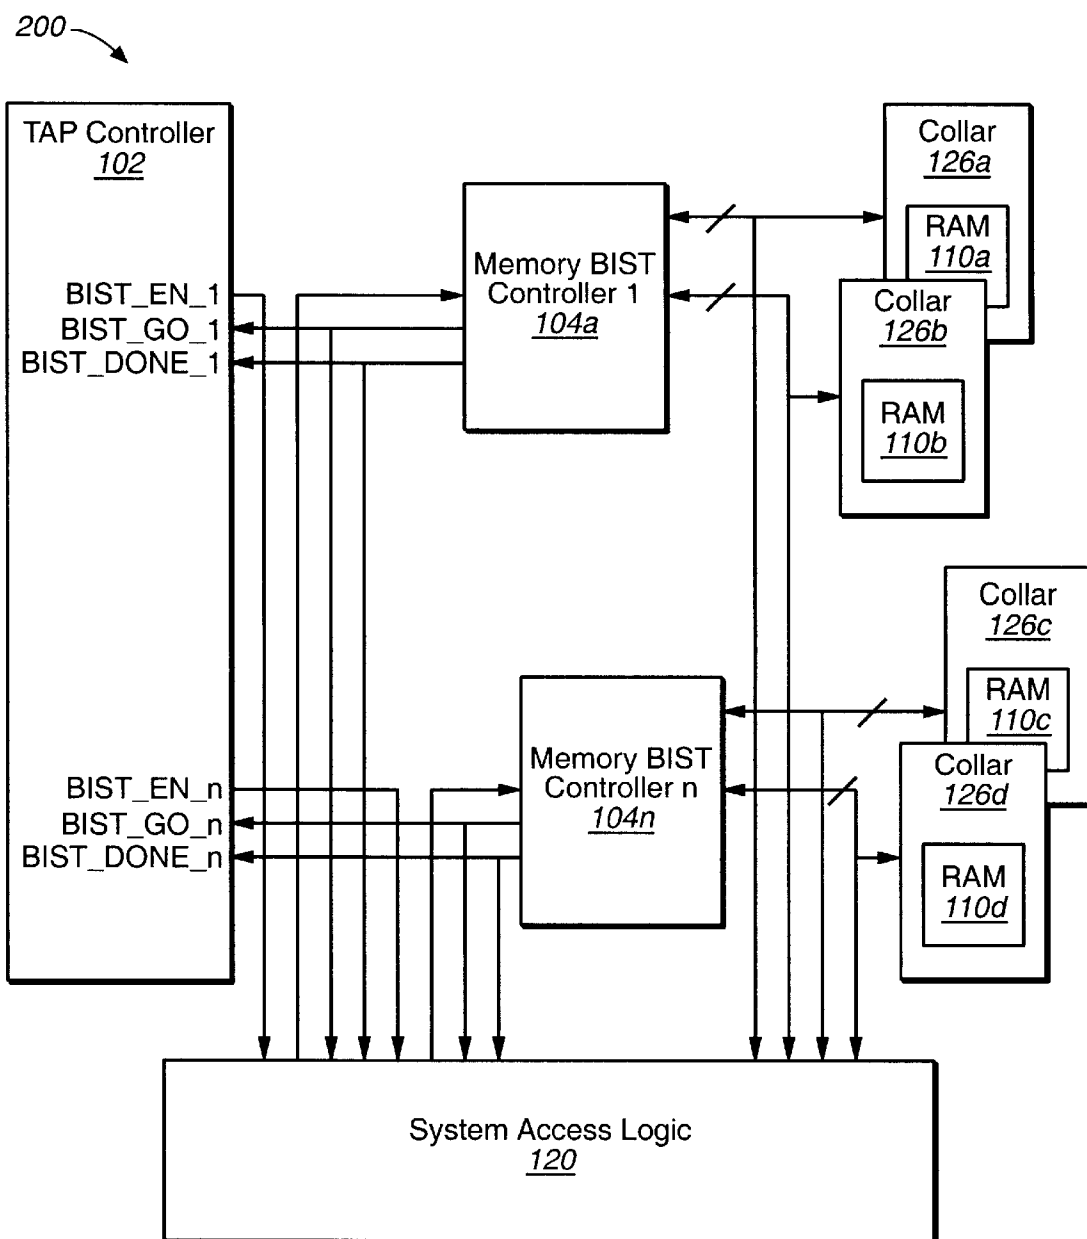 200
TAP Controller
102
BIST_EN_1
BIST_GO_1
BIST_DONE_1
BIST_EN_n
BIST_GO_n
BIST_DONE_n
Memory BIST
Controller 1
104a
Collar
126a
RAM
110a
Collar
126b
RAM
110b
Memory BIST
Controller n
104n
Collar
126c
RAM
110c
Collar
126d
RAM
110d
System Access Logic
120